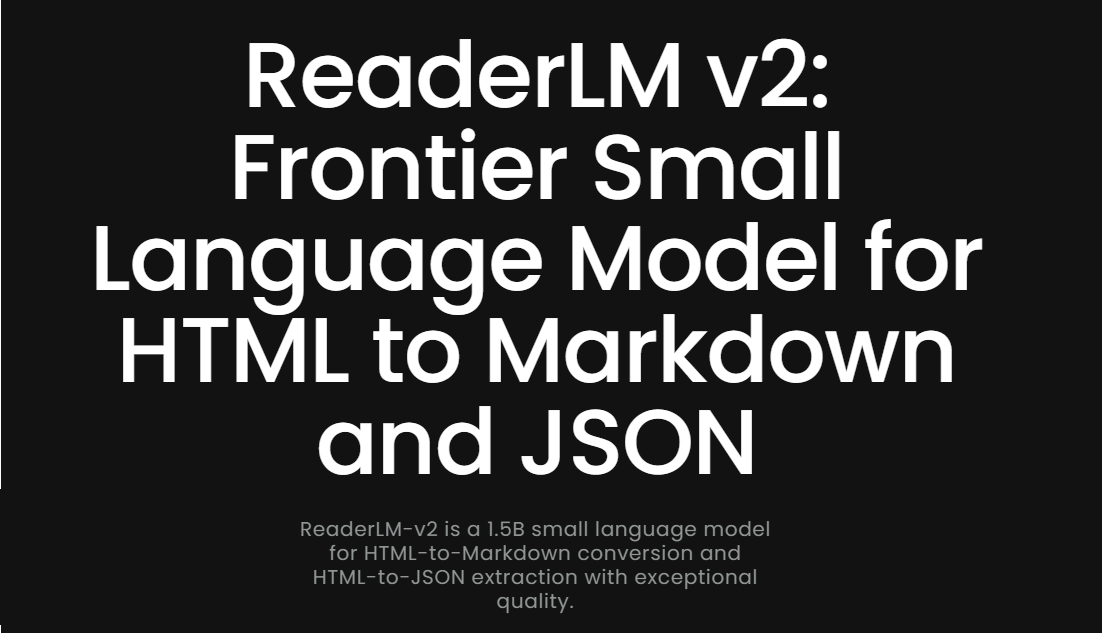 ReaderLM v2:
Frontier Small
Language Model for
HTML to Markdown
and JSON
ReaderLM-v2 is a 1.5B small language model
for HTML-to-Markdown conversion and
HTML-to-JSON extraction with exceptional
quality.